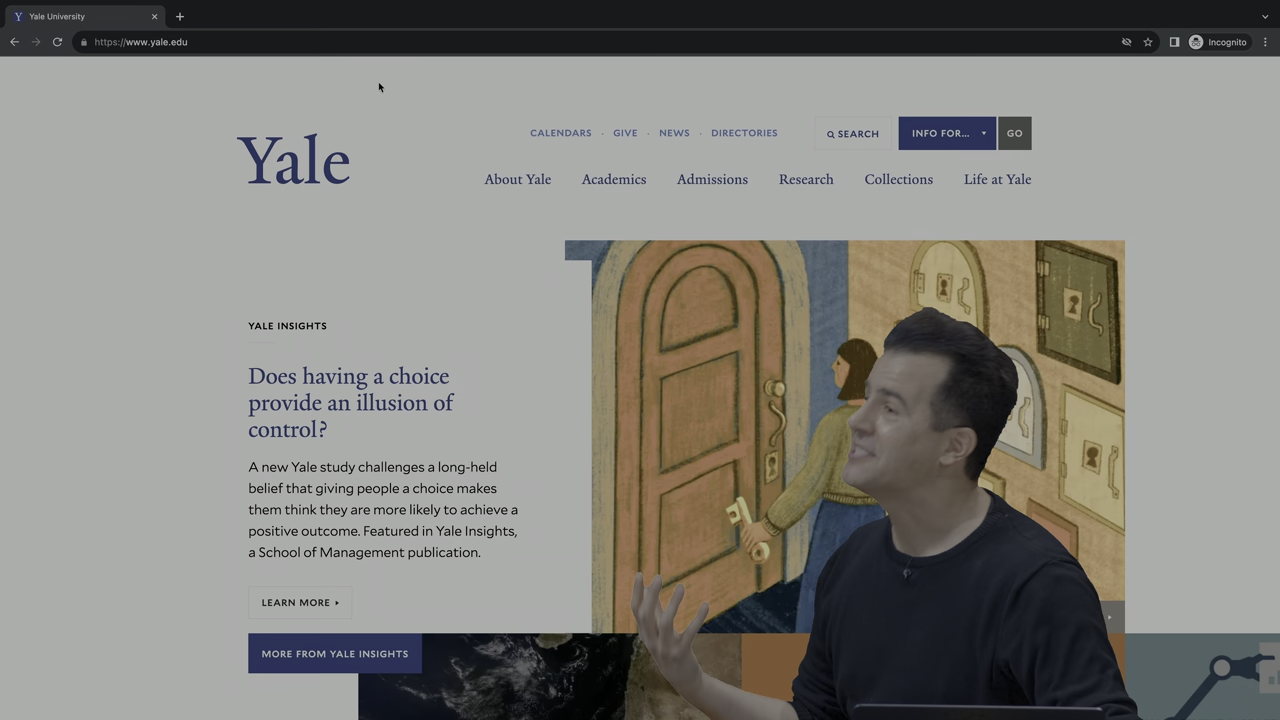 Yale University
https://www.yale.edu
Incognito
CALENDARS · GIVE · NEWS · DIRECTORIES
SEARCH
INFO FOR...
GO
Yale
About Yale
Academics
Admissions
Research
Collections
Life at Yale
YALE INSIGHTS
Does having a choice
provide an illusion of
control?
A new Yale study challenges a long-held
belief that giving people a choice makes
them think they are more likely to achieve a
positive outcome. Featured in Yale Insights,
a School of Management publication.
LEARN MORE
MORE FROM YALE INSIGHTS